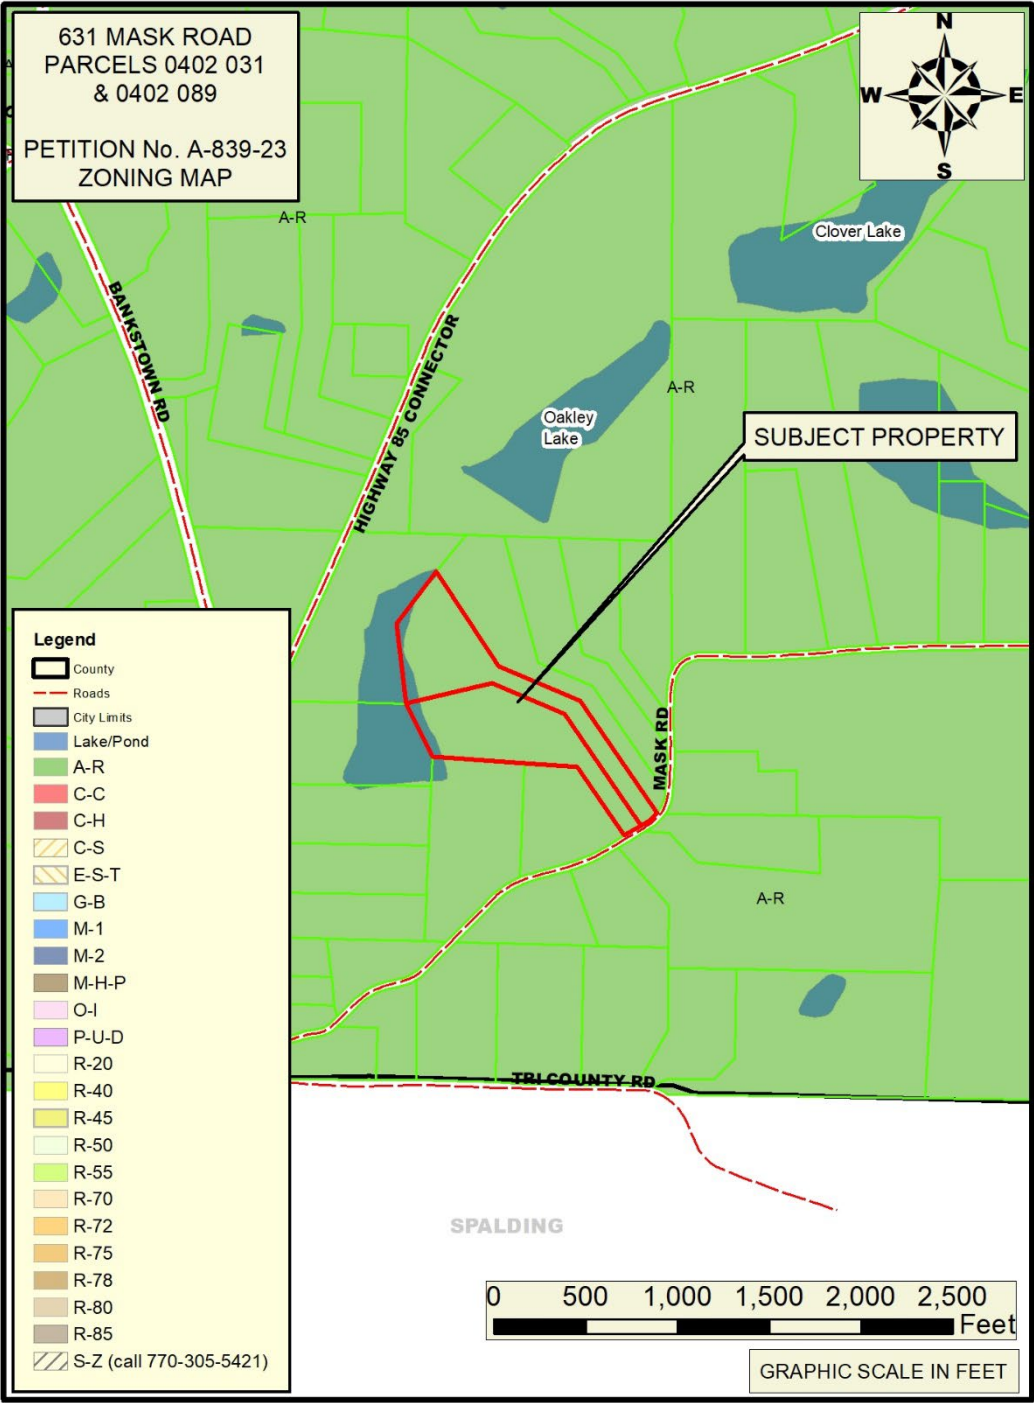 631 MASK ROAD
PARCELS 0402 031
& 0402 089
PETITION No. A-839-23
ZONING MAP
N
W
E
S
A-R
Clover Lake
BANKSTOWN RD
HIGHWAY 85 CONNECTOR
A-R
Oakley
Lake
SUBJECT PROPERTY
MASK RD
A-R
TRI COUNTY RD
SPALDING
Legend
County
Roads
City Limits
Lake/Pond
A-R
C-C
C-H
C-S
E-S-T
G-B
M-1
M-2
M-H-P
O-I
P-U-D
R-20
R-40
R-45
R-50
R-55
R-70
R-72
R-75
R-78
R-80
R-85
S-Z (call 770-305-5421)
0 500 1,000 1,500 2,000 2,500
Feet
GRAPHIC SCALE IN FEET